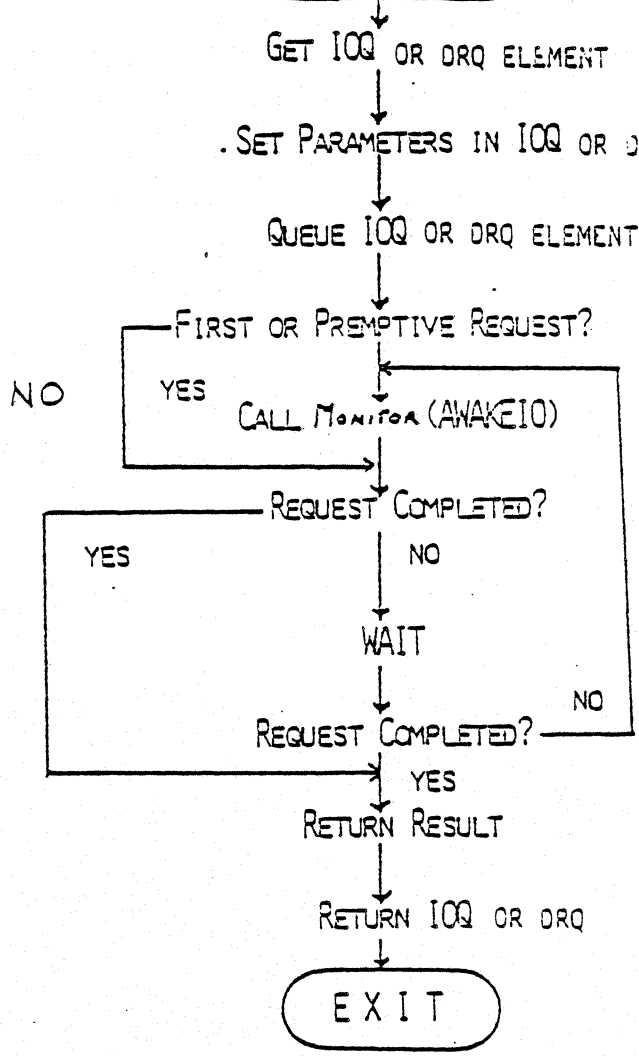 GET IOQ OR DRQ ELEMENT
. SET PARAMETERS IN IOQ OR
QUEUE IOQ OR DRQ ELEMENT
FIRST OR PREMPTIVE REQUEST?
NO YES
CALL MONITOR (AWAKEIO)
REQUEST COMPLETED?
YES NO
WAIT
NO
REQUEST COMPLETED?
YES
RETURN RESULT
RETURN IOQ OR DRQ
EXIT